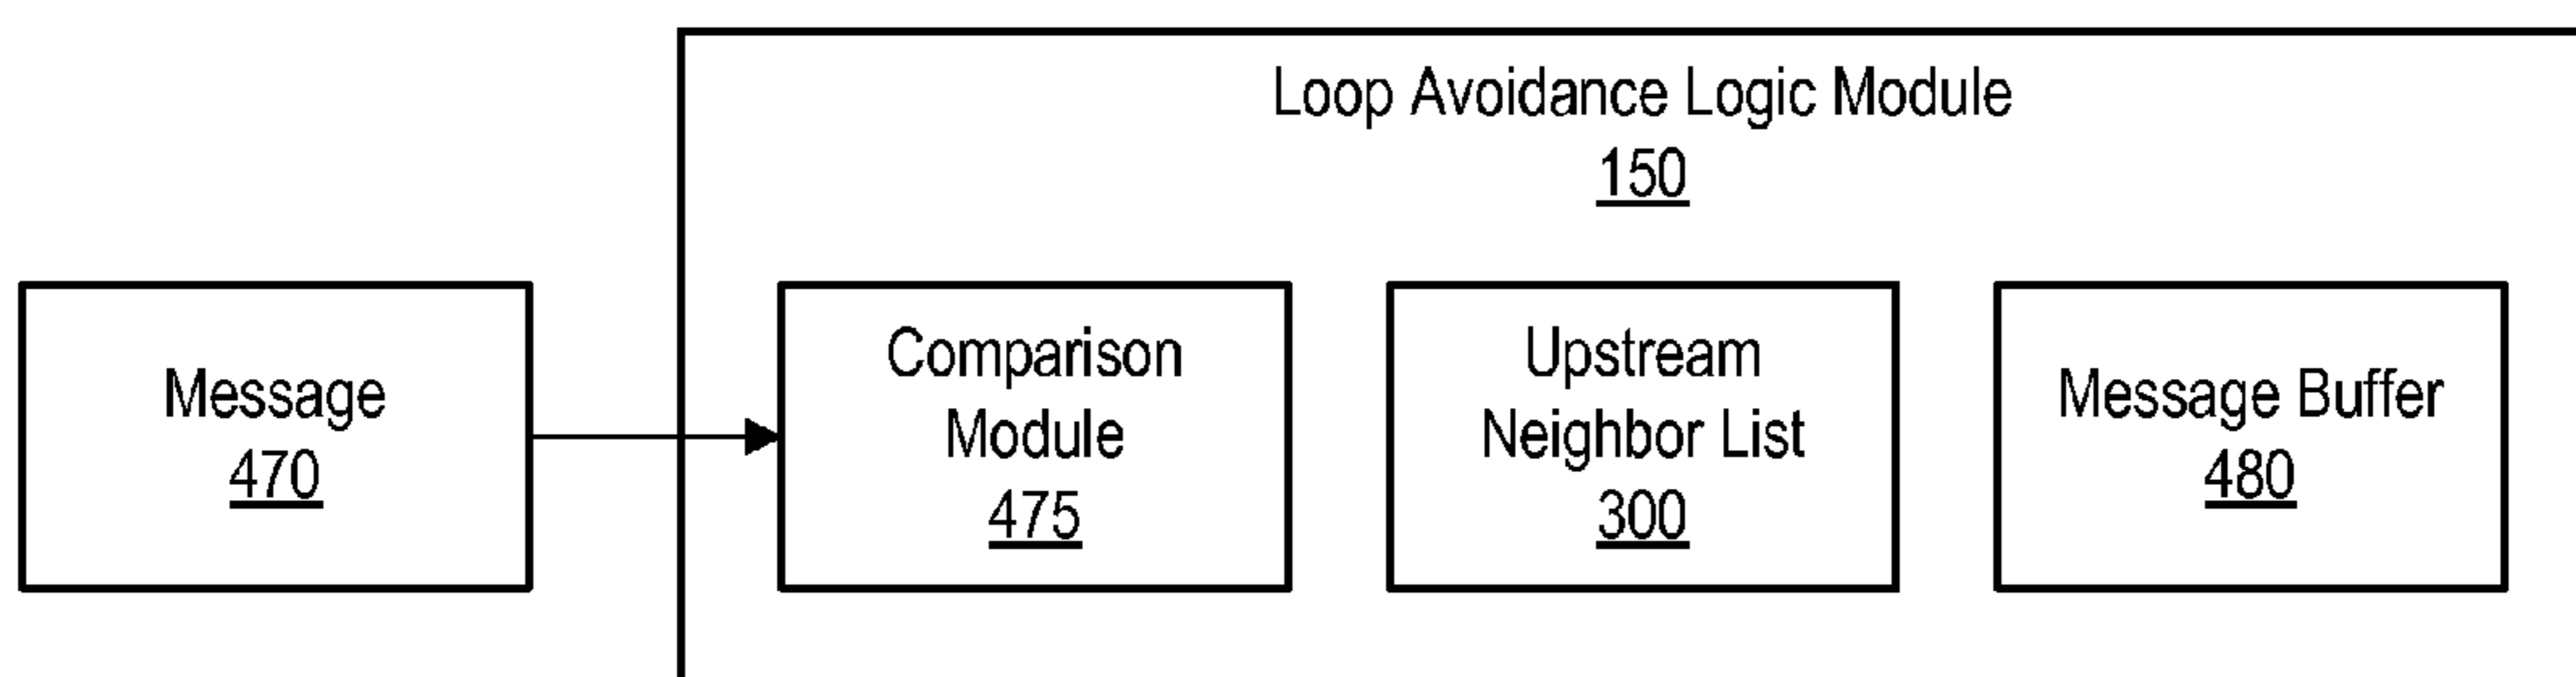 Loop Avoidance Logic Module
150
Message
470
Comparison
Module
475
Upstream
Neighbor List
300
Message Buffer
480